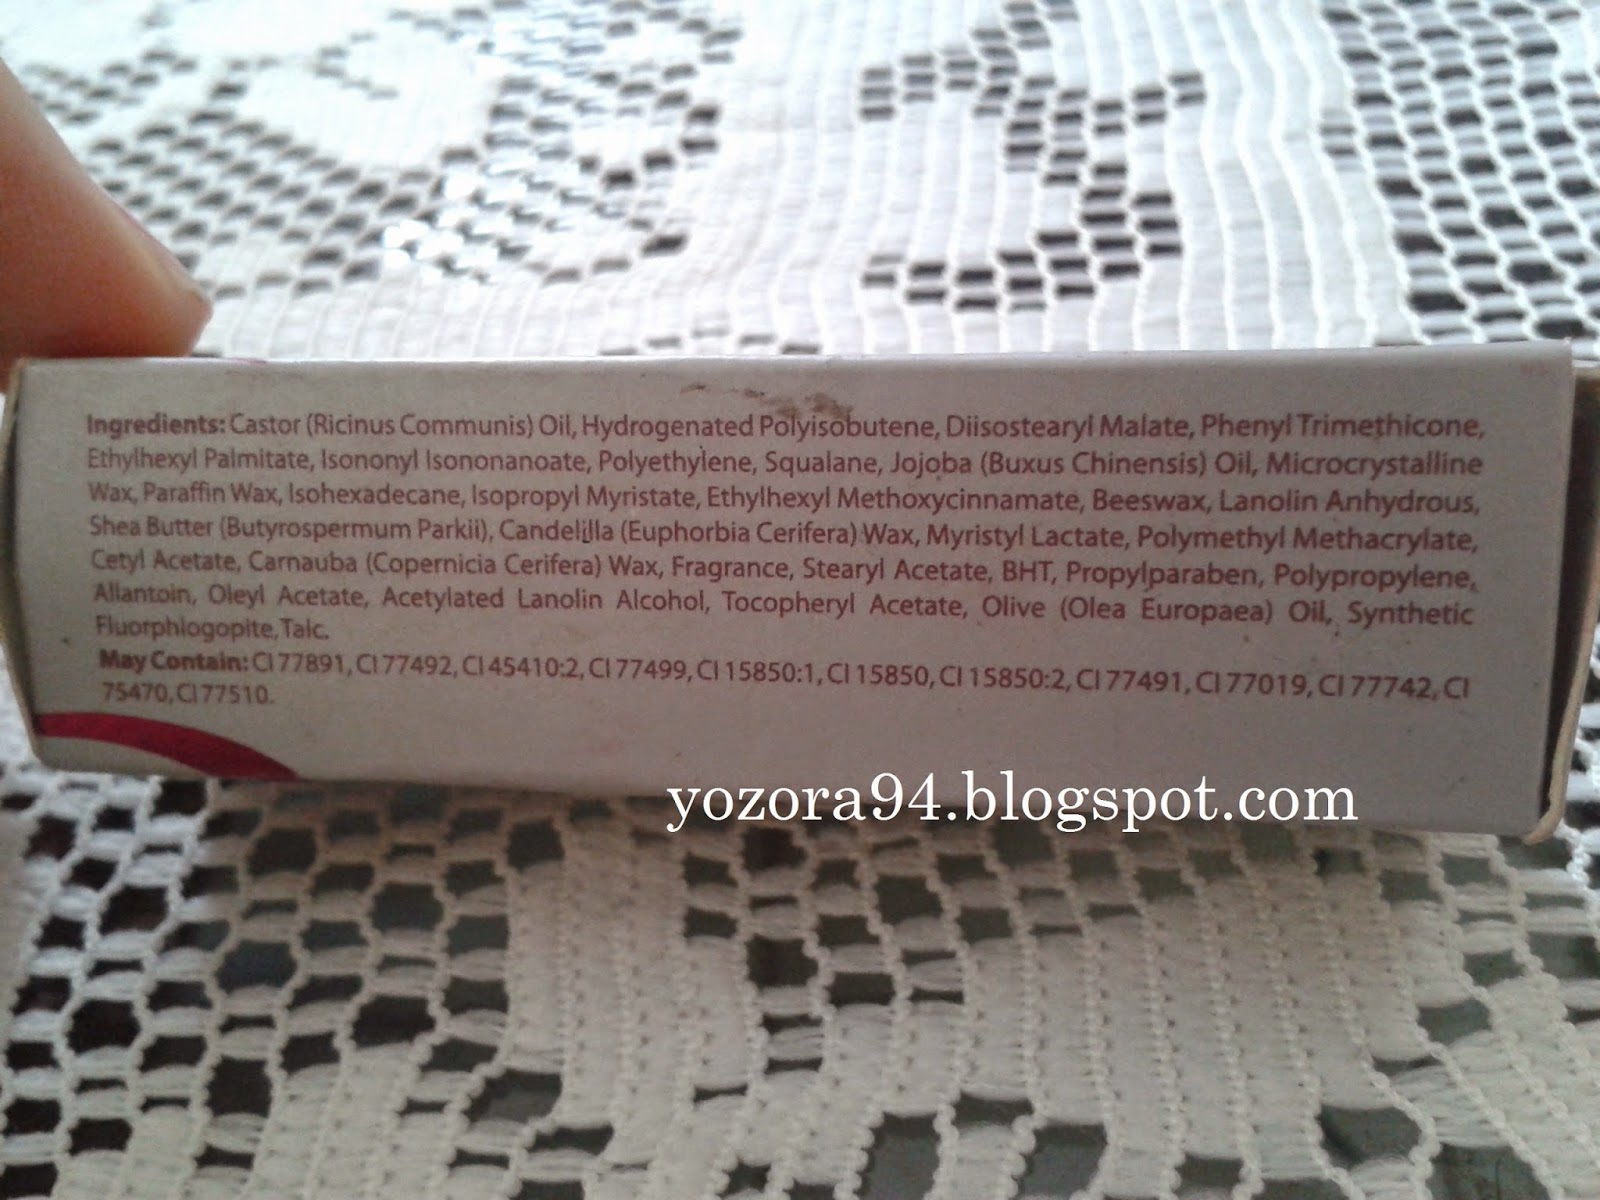 Ingredients: Castor (Ricinus Communis) Oil, Hydrogenated Polyisobutene, Diisostearyl Malate, Phenyl Trimethicone,
Ethylhexyl Palmitate, Isononyl Isononanoate, Polyethylene, Squalane, Jojoba (Buxus Chinensis) Oil, Microcrystalline
Wax, Paraffin Wax, Isohexadecane, Isopropyl Myristate, Ethylhexyl Methoxycinnamate, Beeswax, Lanolin Anhydrous,
Shea Butter (Butyrospermum Parkii), Candelilla (Euphorbia Cerifera) Wax, Myristyl Lactate, Polymethyl Methacrylate,
Cetyl Acetate, Carnauba (Copernicia Cerifera) Wax, Fragrance, Stearyl Acetate, BHT, Propylparaben, Polypropylene,
Allantoin, Oleyl Acetate, Acetylated Lanolin Alcohol, Tocopheryl Acetate, Olive (Olea Europaea) Oil, Synthetic
Fluorphlogopite, Talc.
May Contain: CI 77891, CI 77492, CI 45410:2, CI 77499, CI 15850:1, CI 15850, CI 15850:2, CI 77491, CI 77019, CI 77742, CI
75470, CI 77510.
yozora94.blogspot.com